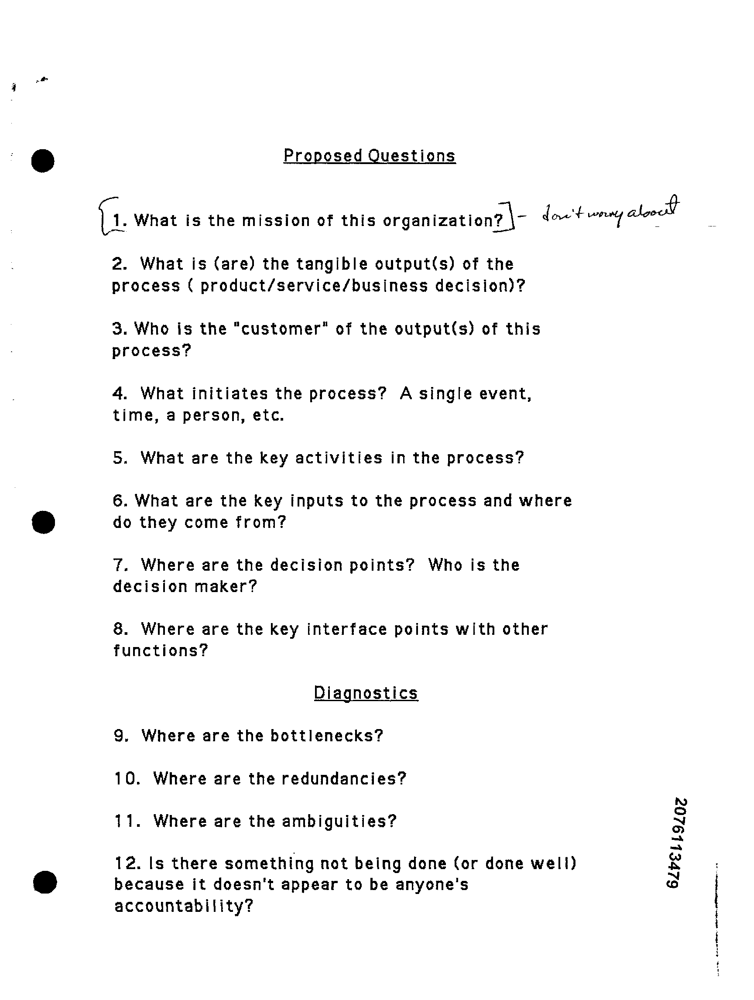 Proposed Questions
1. What is the mission of this organization? - don't worry about
2. What is (are) the tangible output(s) of the
process ( product/service/business decision)?
3. Who is the "customer" of the output(s) of this
process?
4. What initiates the process? A single event,
time, a person, etc.
5. What are the key activities in the process?
6. What are the key inputs to the process and where
do they come from?
7. Where are the decision points? Who is the
decision maker?
8. Where are the key interface points with other
functions?
Diagnostics
9. Where are the bottlenecks?
10. Where are the redundancies?
11. Where are the ambiguities?
12. Is there something not being done (or done well)
because it doesn't appear to be anyone's
accountability?
2076113479